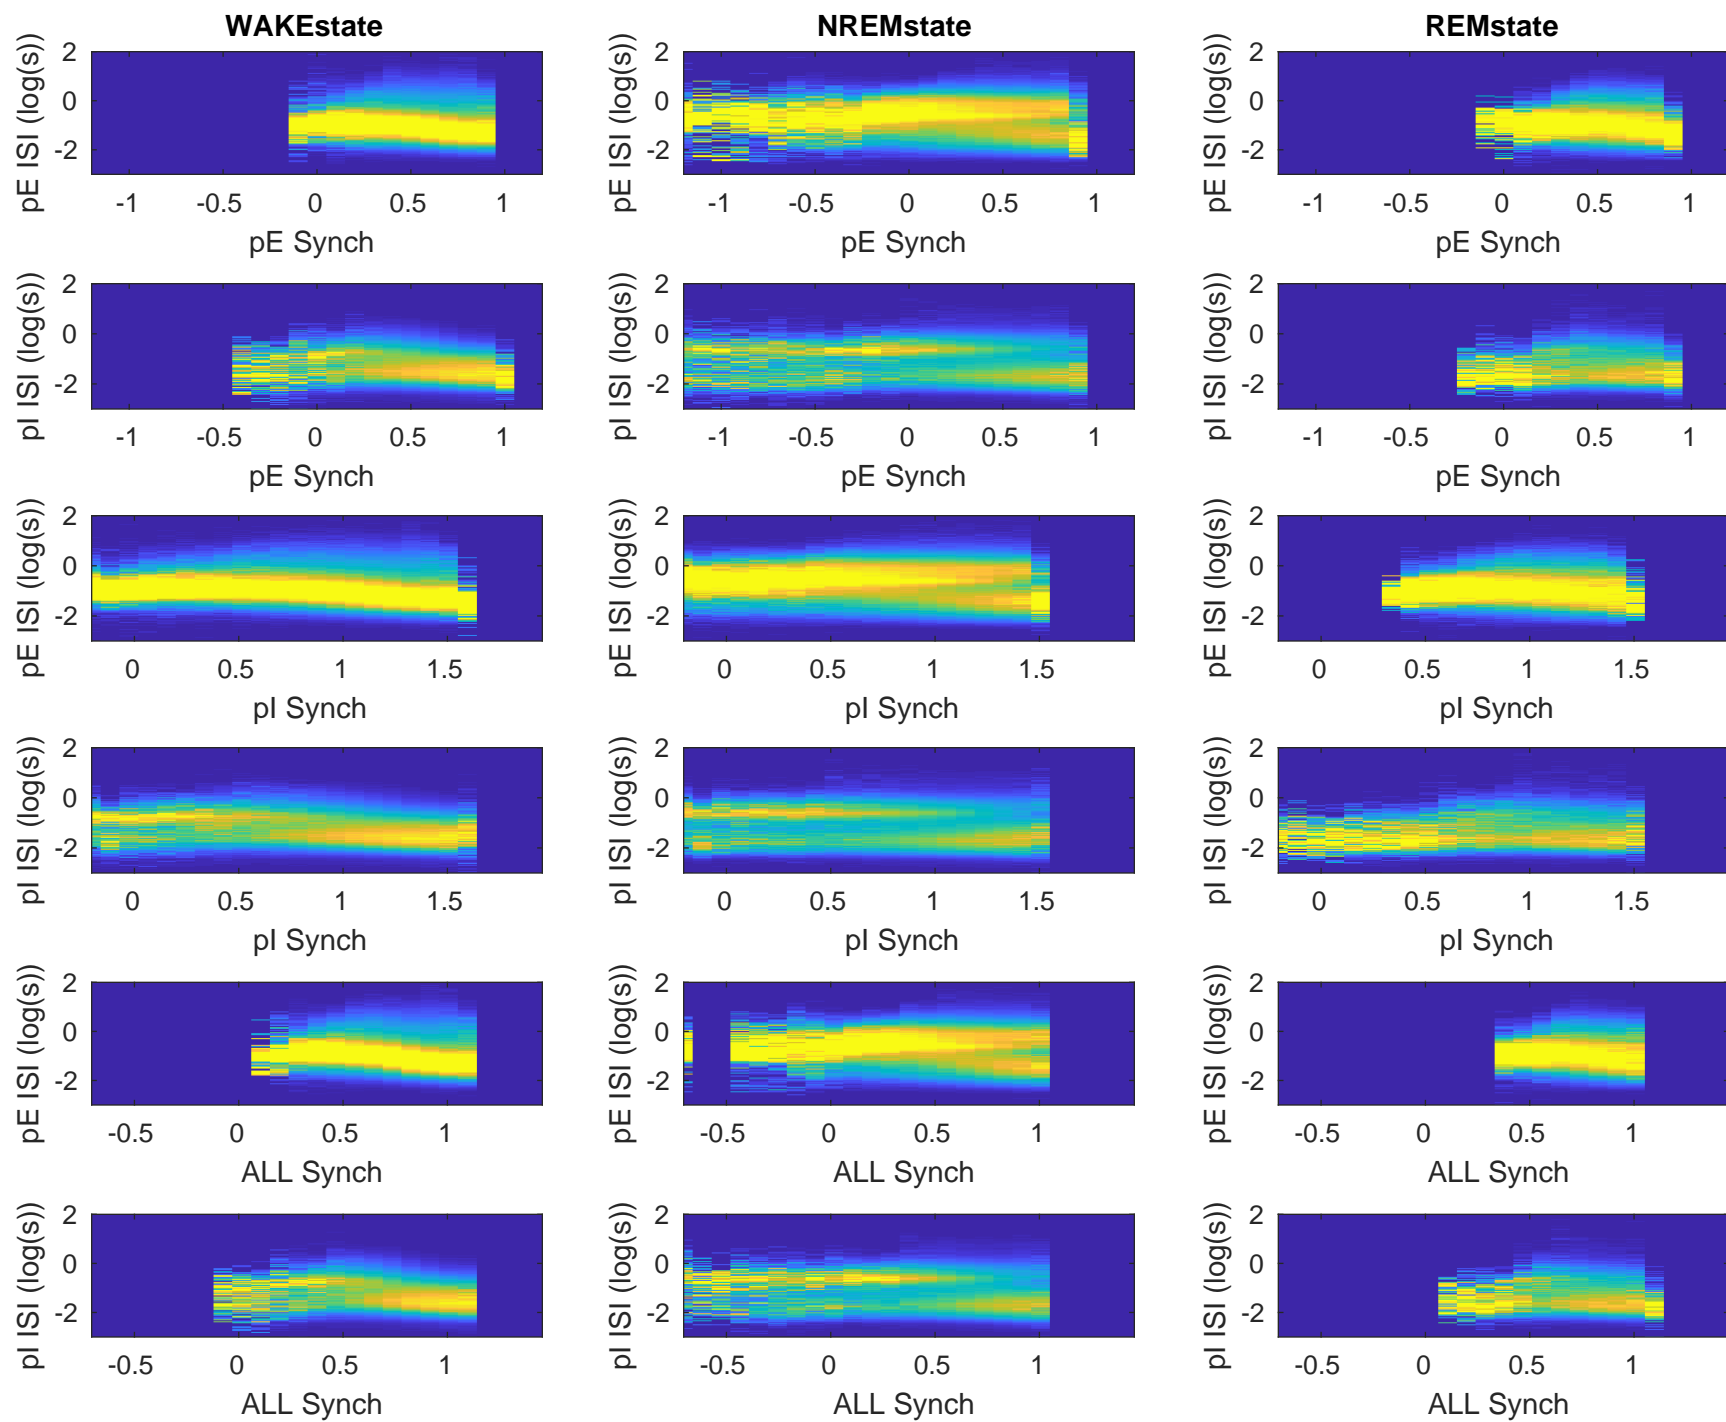 WAKEstate NREMstate REMstate
pE ISI (log(s)) 2 0 -2 pE ISI (log(s)) 2 0 -2 pE ISI (log(s)) 2 0 -2
-1 -0.5 0 0.5 1 -1 -0.5 0 0.5 1 -1 -0.5 0 0.5 1
pE Synch pE Synch pE Synch
pI ISI (log(s)) 2 0 -2 pI ISI (log(s)) 2 0 -2 pI ISI (log(s)) 2 0 -2
-1 -0.5 0 0.5 1 -1 -0.5 0 0.5 1 -1 -0.5 0 0.5 1
pE Synch pE Synch pE Synch
pE ISI (log(s)) 2 0 -2 pE ISI (log(s)) 2 0 -2 pE ISI (log(s)) 2 0 -2
0 0.5 1 1.5 0 0.5 1 1.5 0 0.5 1 1.5
pI Synch pI Synch pI Synch
pI ISI (log(s)) 2 0 -2 pI ISI (log(s)) 2 0 -2 pI ISI (log(s)) 2 0 -2
0 0.5 1 1.5 0 0.5 1 1.5 0 0.5 1 1.5
pI Synch pI Synch pI Synch
pE ISI (log(s)) 2 0 -2 pE ISI (log(s)) 2 0 -2 pE ISI (log(s)) 2 0 -2
-0.5 0 0.5 1 -0.5 0 0.5 1 -0.5 0 0.5 1
ALL Synch ALL Synch ALL Synch
pI ISI (log(s)) 2 0 -2 pI ISI (log(s)) 2 0 -2 pI ISI (log(s)) 2 0 -2
-0.5 0 0.5 1 -0.5 0 0.5 1 -0.5 0 0.5 1
ALL Synch ALL Synch ALL Synch